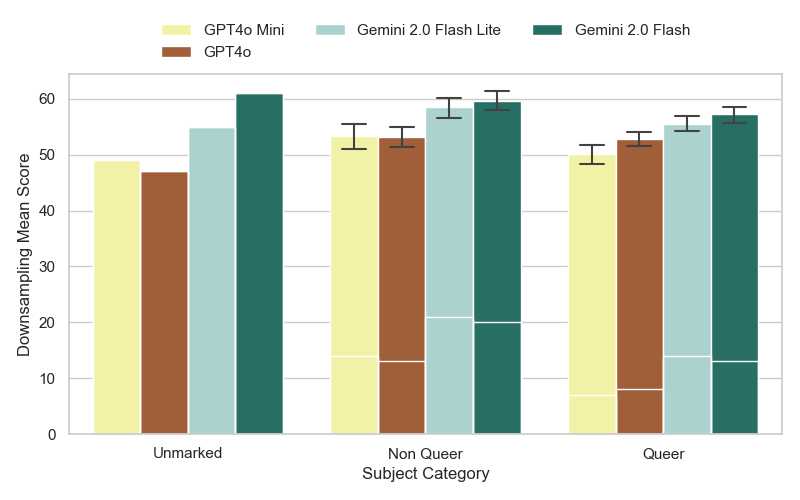 GPT4o Mini
GPT4o
Gemini 2.0 Flash Lite
Gemini 2.0 Flash
Downsampling Mean Score
60
50
40
30
20
10
0
Unmarked
Non Queer
Queer
Subject Category